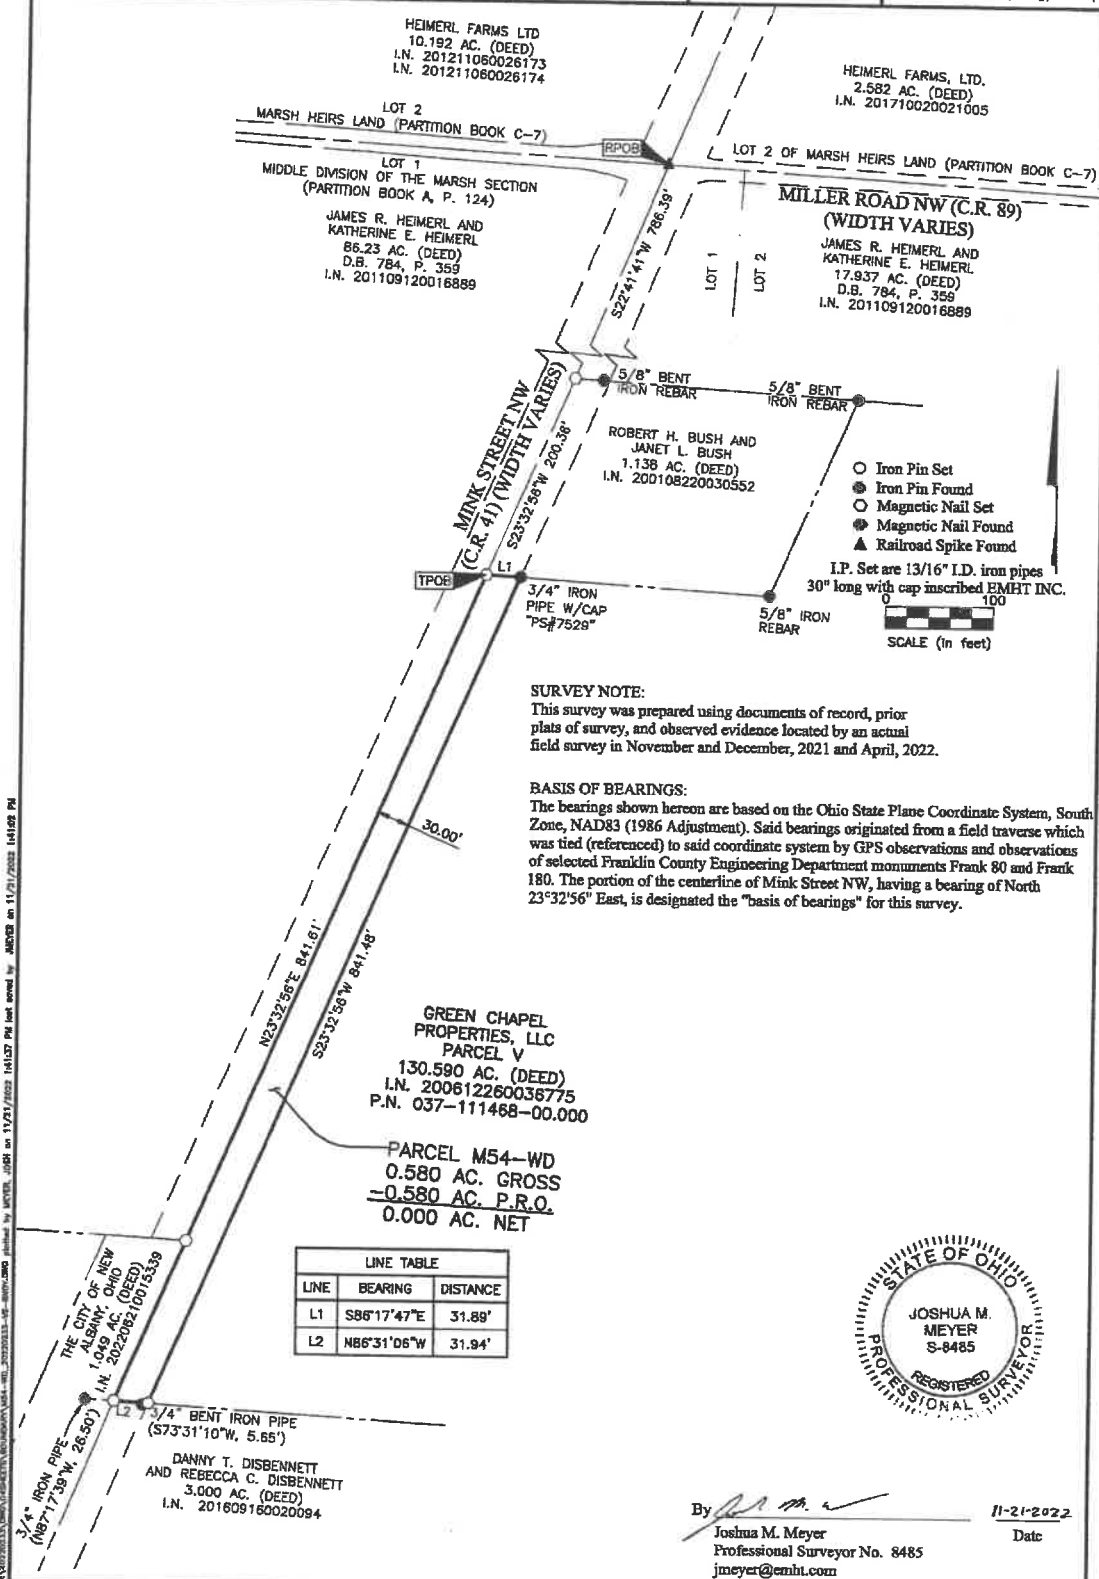 HEIMERL FARMS LTD
10.192 AC. (DEED)
I.N. 201211060026173
I.N. 201211060026174
HEIMERL FARMS, LTD.
2.582 AC. (DEED)
I.N. 201710020021005
LOT 2
MARSH HEIRS LAND (PARTITION BOOK C-7)
RPOB
LOT 2 OF MARSH HEIRS LAND (PARTITION BOOK C-7)
LOT 1
MIDDLE DIVISION OF THE MARSH SECTION
(PARTITION BOOK A, P. 124)
MILLER ROAD NW (C.R. 89)
(WIDTH VARIES)
JAMES R. HEIMERL AND
KATHERINE E. HEIMERL
86.23 AC. (DEED)
D.B. 784, P. 359
I.N. 201109120016889
S22°41'41"W 786.39'
LOT 1
LOT 2
JAMES R. HEIMERL AND
KATHERINE E. HEIMERL
17.937 AC. (DEED)
D.B. 784, P. 359
I.N. 201109120016889
MINK STREET NW
(C.R. 41) (WIDTH VARIES)
5/8" BENT
IRON REBAR
5/8" BENT
IRON REBAR
S23°32'56"W 200.38'
ROBERT H. BUSH AND
JANET L. BUSH
1.138 AC. (DEED)
I.N. 200108220030552
Iron Pin Set
Iron Pin Found
Magnetic Nail Set
Magnetic Nail Found
Railroad Spike Found
I.P. Set are 13/16" I.D. iron pipes
30" long with cap inscribed EMHT INC.
TPOB
L1
3/4" IRON
PIPE W/CAP
"PS#7529"
5/8" IRON
REBAR
0 100
SCALE (in feet)
SURVEY NOTE:
This survey was prepared using documents of record, prior
plats of survey, and observed evidence located by an actual
field survey in November and December, 2021 and April, 2022.
BASIS OF BEARINGS:
The bearings shown hereon are based on the Ohio State Plane Coordinate System, South
Zone, NAD83 (1986 Adjustment). Said bearings originated from a field traverse which
was tied (referenced) to said coordinate system by GPS observations and observations
of selected Franklin County Engineering Department monuments Frank 80 and Frank
180. The portion of the centerline of Mink Street NW, having a bearing of North
23°32'56" East, is designated the "basis of bearings" for this survey.
30.00'
N23°32'56"E 841.61'
S23°32'56"W 841.48'
GREEN CHAPEL
PROPERTIES, LLC
PARCEL V
130.590 AC. (DEED)
I.N. 200612260036775
P.N. 037-111468-00.000
PARCEL M54-WD
0.580 AC. GROSS
-0.580 AC. P.R.O.
0.000 AC. NET
LINE TABLE
LINE BEARING DISTANCE
L1 S86°17'47"E 31.89'
L2 N86°31'06"W 31.94'
THE CITY OF NEW
ALBANY, OHIO
1.049 AC. (DEED)
I.N. 202206210015339
3/4" IRON PIPE
(N87°17'39"W, 26.50')
L2
3/4" BENT IRON PIPE
(S73°31'10"W, 5.65')
DANNY T. DISBENNETT
AND REBECCA C. DISBENNETT
3.000 AC. (DEED)
I.N. 201609160020094
STATE OF OHIO
JOSHUA M.
MEYER
S-8485
REGISTERED
PROFESSIONAL SURVEYOR
By
11-21-2022
Joshua M. Meyer
Professional Surveyor No. 8485
jmeyer@emht.com
Date